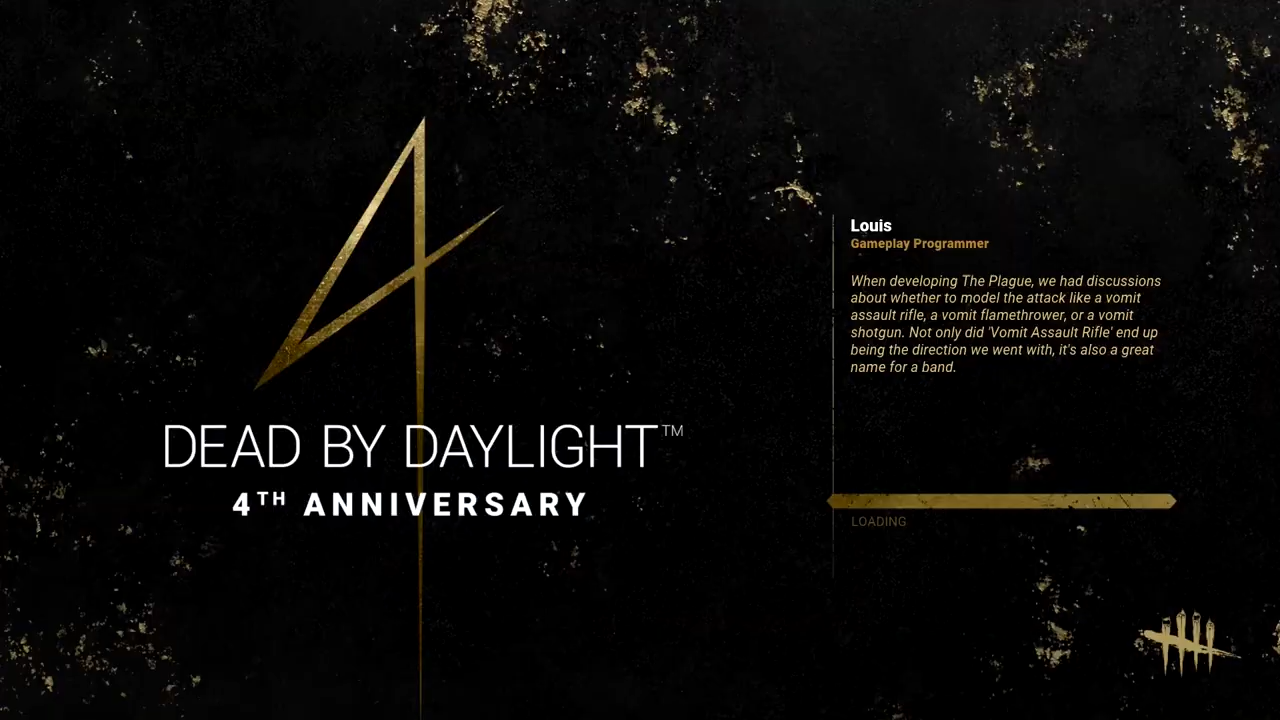 DEAD BY DAYLIGHT™
4TH ANNIVERSARY
Louis
Gameplay Programmer
When developing The Plague, we had discussions
about whether to model the attack like a vomit
assault rifle, a vomit flamethrower, or a vomit
shotgun. Not only did 'Vomit Assault Rifle' end up
being the direction we went with, it's also a great
name for a band.
LOADING